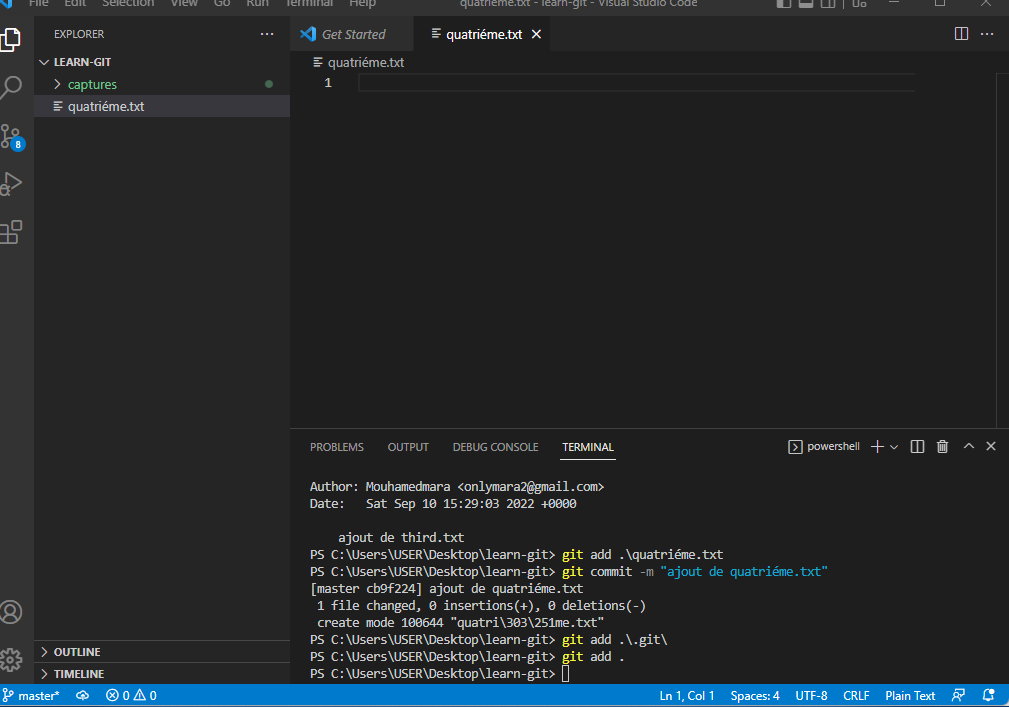 File Edit Selection View Go Run Terminal Help quatriéme.txt - learn-git - Visual Studio Code
EXPLORER
LEARN-GIT
captures
quatriéme.txt
8
Get Started
quatriéme.txt
quatriéme.txt
1
PROBLEMS OUTPUT DEBUG CONSOLE TERMINAL
powershell
Author: Mouhamedmara <onlymara2@gmail.com>
Date: Sat Sep 10 15:29:03 2022 +0000
ajout de third.txt
PS C:\Users\USER\Desktop\learn-git> git add .\quatriéme.txt
PS C:\Users\USER\Desktop\learn-git> git commit -m "ajout de quatriéme.txt"
[master cb9f224] ajout de quatriéme.txt
1 file changed, 0 insertions(+), 0 deletions(-)
create mode 100644 "quatri\303\251me.txt"
PS C:\Users\USER\Desktop\learn-git> git add .\.git\
PS C:\Users\USER\Desktop\learn-git> git add .
PS C:\Users\USER\Desktop\learn-git>
OUTLINE
TIMELINE
master* 0 0 Ln 1, Col 1 Spaces: 4 UTF-8 CRLF Plain Text